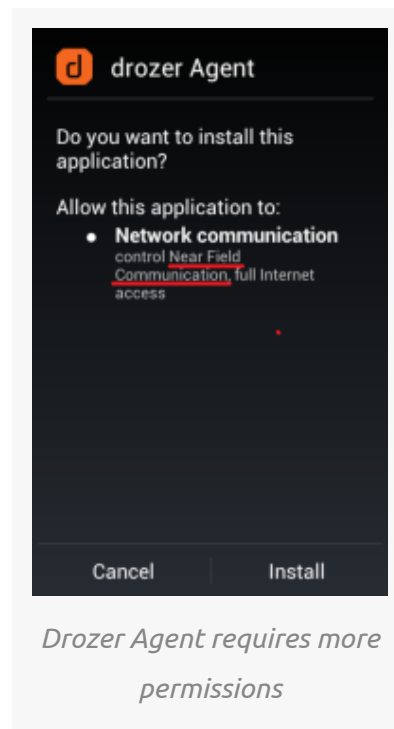 d drozer Agent
Do you want to install this
application?
Allow this application to:
• Network communication
control Near Field
Communication, full Internet
access
Cancel Install
Drozer Agent requires more
permissions